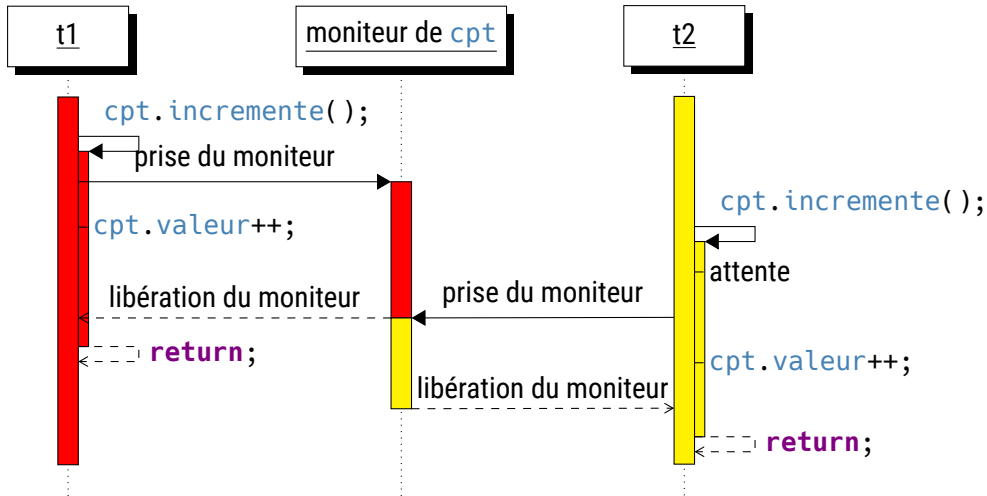 t1
moniteur de cpt
t2
cpt.incremente();
prise du moniteur
cpt.incremente();
cpt.valeur++;
attente
libération du moniteur
prise du moniteur
return;
cpt.valeur++;
libération du moniteur
return;